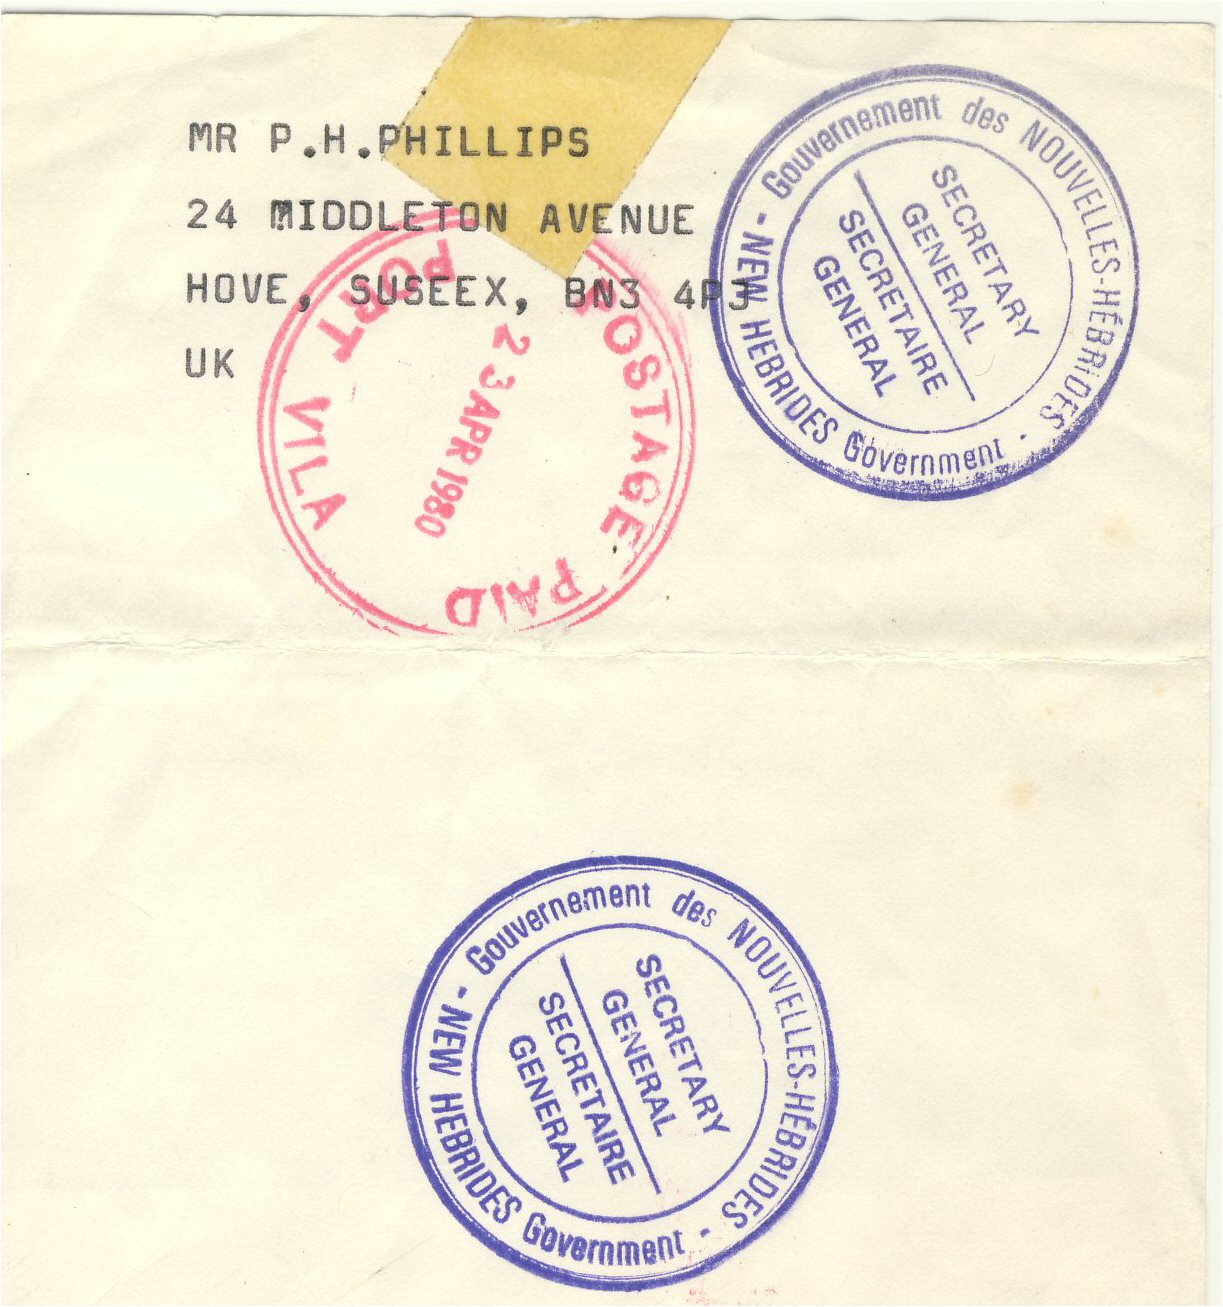 MR P.H.PHILLIPS
24 MIDDLETON AVENUE
HOVE, SUSEEX, BN3 4PJ
UK
POSTAGE PAID
PORT VILA
23 APR 1980
Gouvernement des NOUVELLES-HÉBRIDES -
NEW HEBRIDES Government -
SECRETARY
GENERAL
SECRETAIRE
GENERAL
Gouvernement des NOUVELLES-HÉBRIDES -
NEW HEBRIDES Government -
SECRETARY
GENERAL
SECRETAIRE
GENERAL